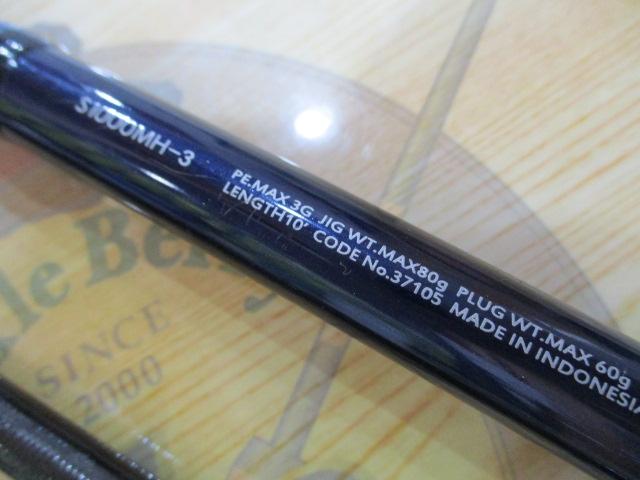 S1000MH-3
PE.MAX 3G JIG WT.MAX80g PLUG WT.MAX 60g
LENGTH10' CODE No.37105 MADE IN INDONESIA
SINCE
2000